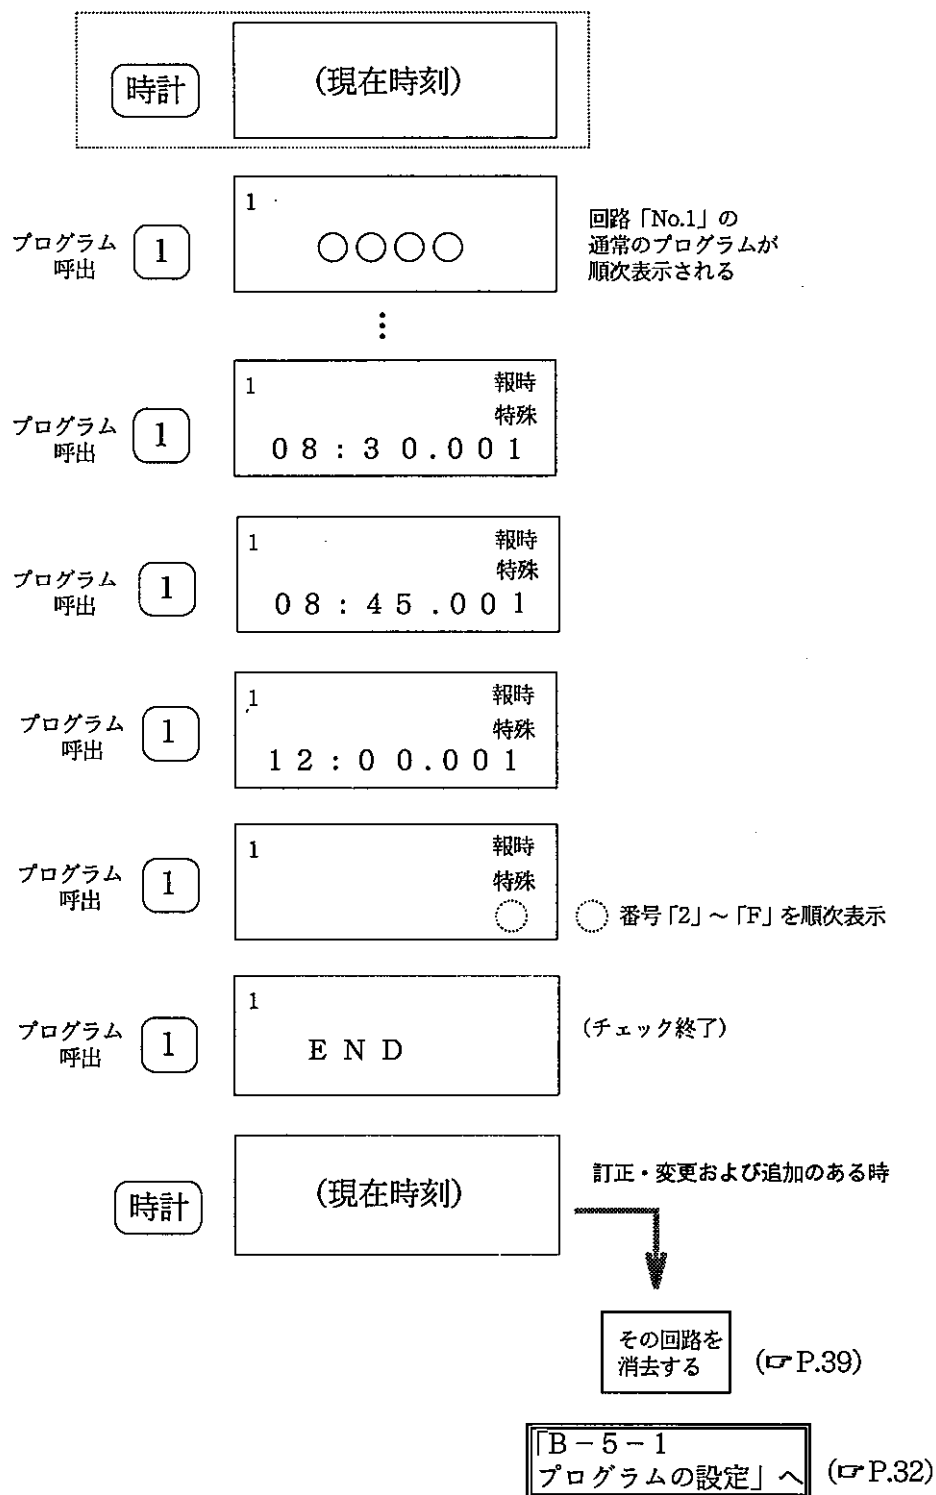 時計
(現在時刻)
プログラム
呼出
1
1
○○○○
回路「No.1」の
通常のプログラムが
順次表示される
⋮
プログラム
呼出
1
1
報時
特殊
08:30.001
プログラム
呼出
1
1
報時
特殊
08:45.001
プログラム
呼出
1
1
報時
特殊
12:00.001
プログラム
呼出
1
1
報時
特殊
○
○ 番号「2」～「F」を順次表示
プログラム
呼出
1
1
END
(チェック終了)
時計
(現在時刻)
訂正・変更および追加のある時
その回路を
消去する
(☞P.39)
「B－5－1
プログラムの設定」へ
(☞P.32)